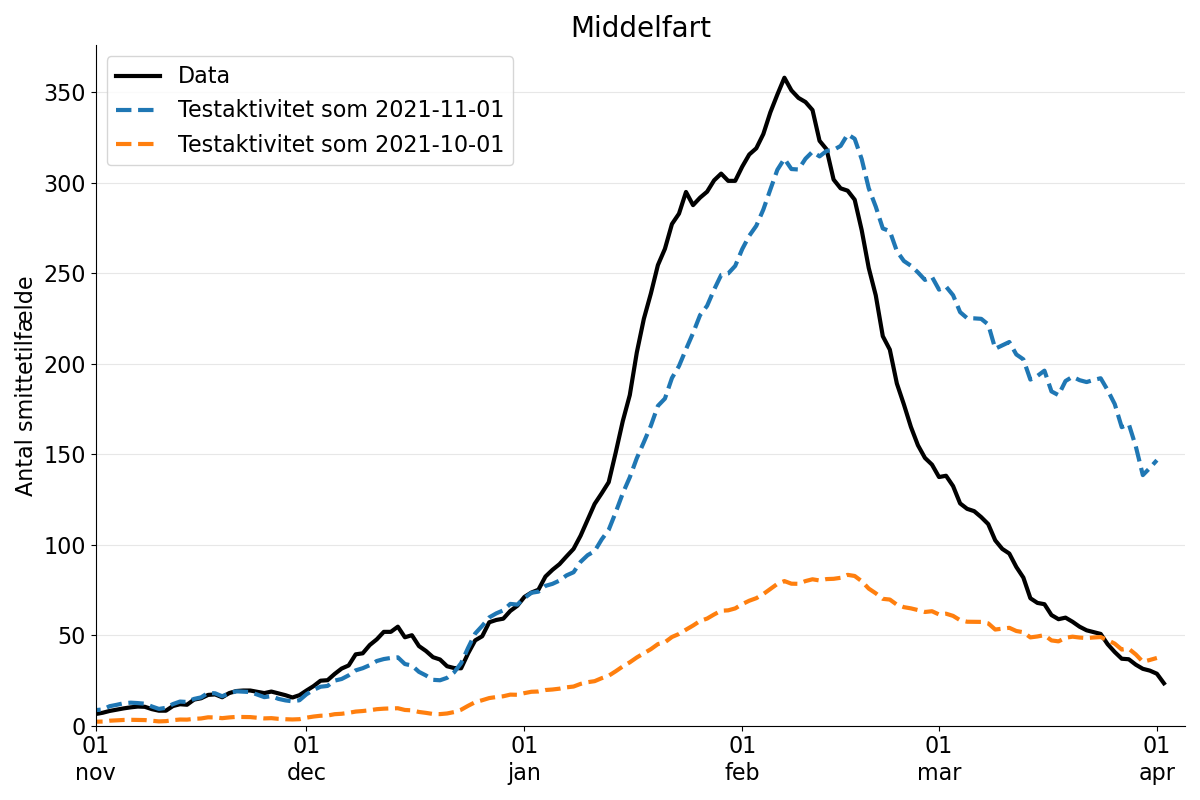 Middelfart
Data
Testaktivitet som 2021-11-01
Testaktivitet som 2021-10-01
Antal smittetilfælde
350
300
250
200
150
100
50
0
01 01 01 01 01 01
nov dec jan feb mar apr